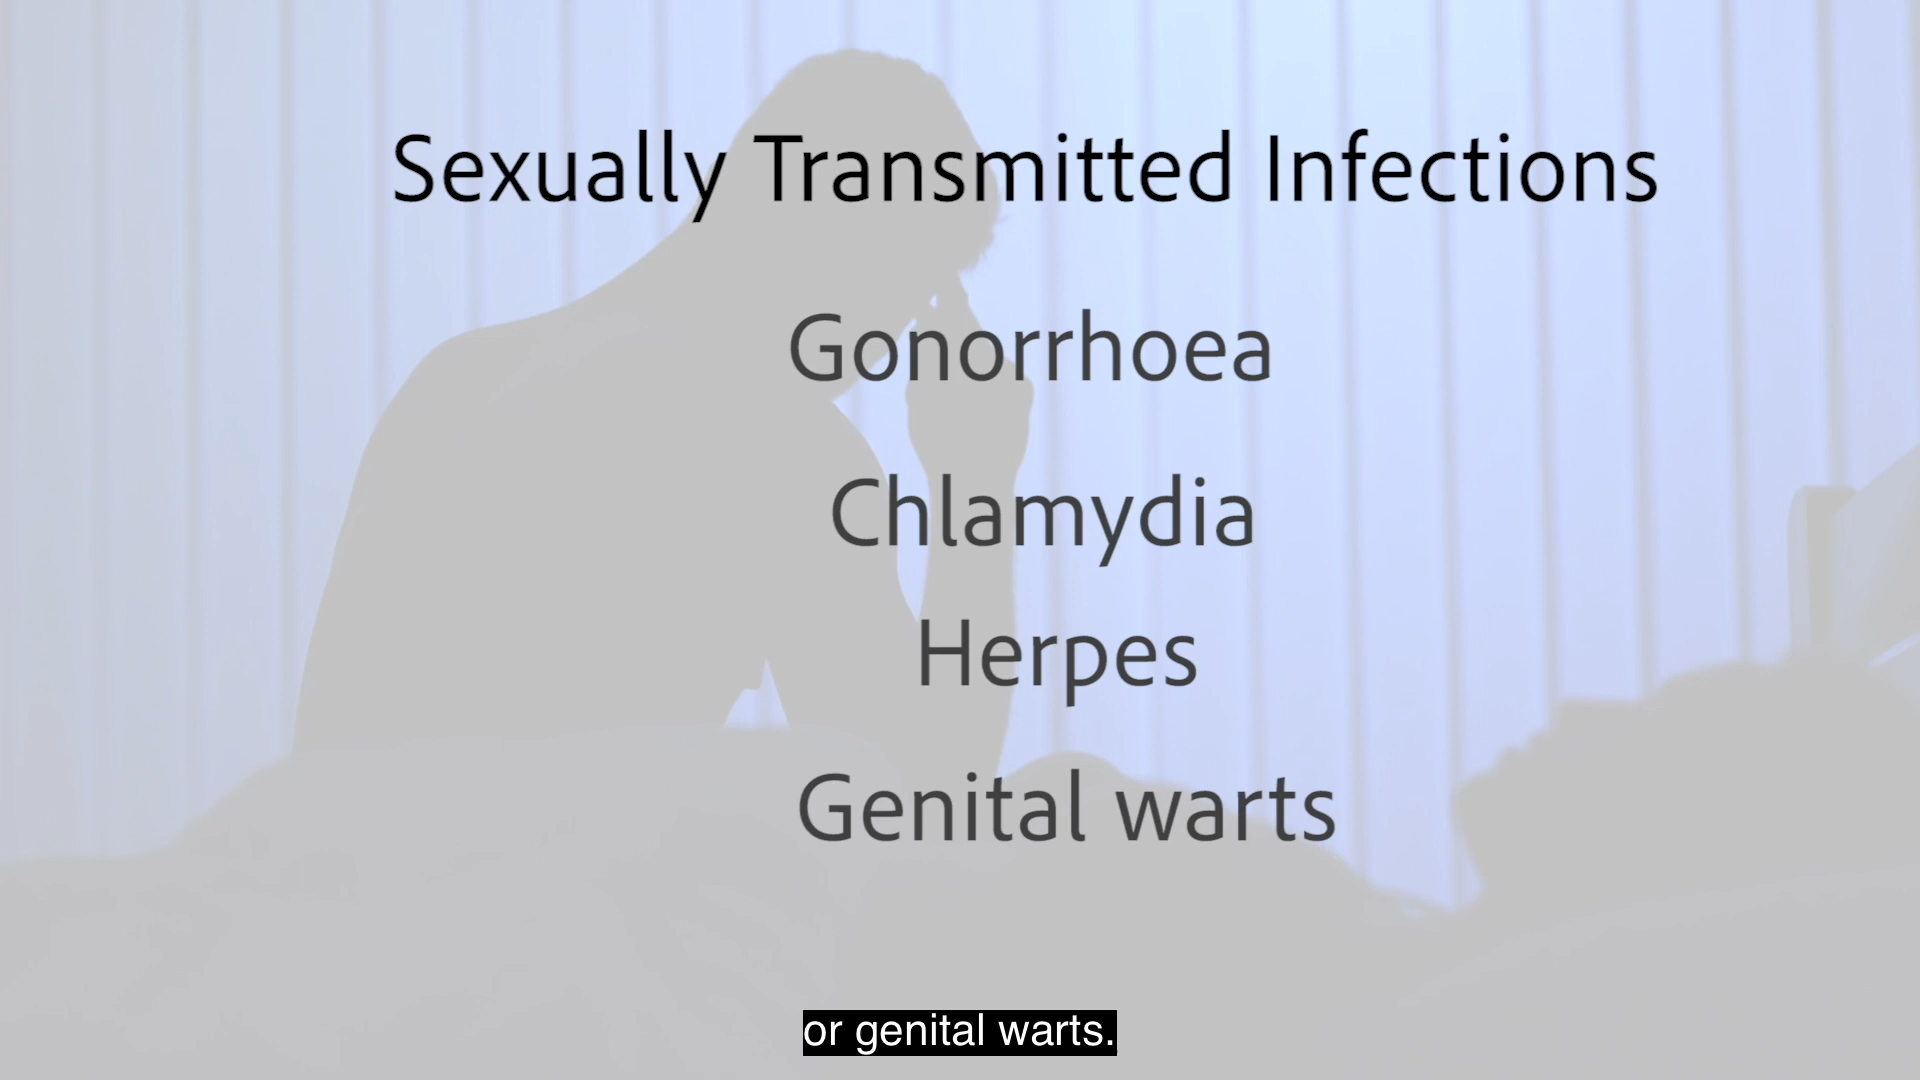 Sexually Transmitted Infections
Gonorrhoea
Chlamydia
Herpes
Genital warts
or genital warts.